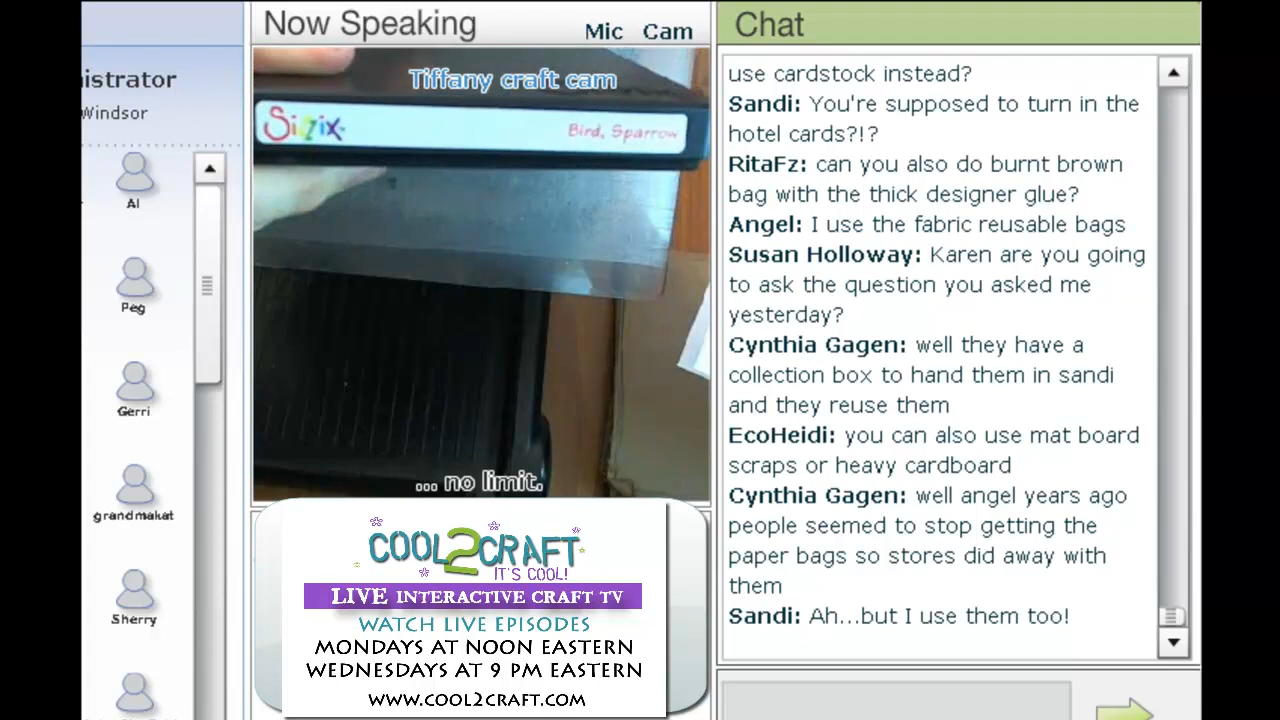 Now Speaking
Mic Cam
Chat
istrator
Windsor
Al
Peg
Gerri
grandmakat
Sherry
Tiffany craft cam
Sizzix
Bird, Sparrow
... no limit.
COOL2CRAFT
IT'S COOL!
LIVE INTERACTIVE CRAFT TV
WATCH LIVE EPISODES
MONDAYS AT NOON EASTERN
WEDNESDAYS AT 9 PM EASTERN
WWW.COOL2CRAFT.COM
use cardstock instead?
Sandi: You're supposed to turn in the
hotel cards?!?
RitaFz: can you also do burnt brown
bag with the thick designer glue?
Angel: I use the fabric reusable bags
Susan Holloway: Karen are you going
to ask the question you asked me
yesterday?
Cynthia Gagen: well they have a
collection box to hand them in sandi
and they reuse them
EcoHeidi: you can also use mat board
scraps or heavy cardboard
Cynthia Gagen: well angel years ago
people seemed to stop getting the
paper bags so stores did away with
them
Sandi: Ah...but I use them too!